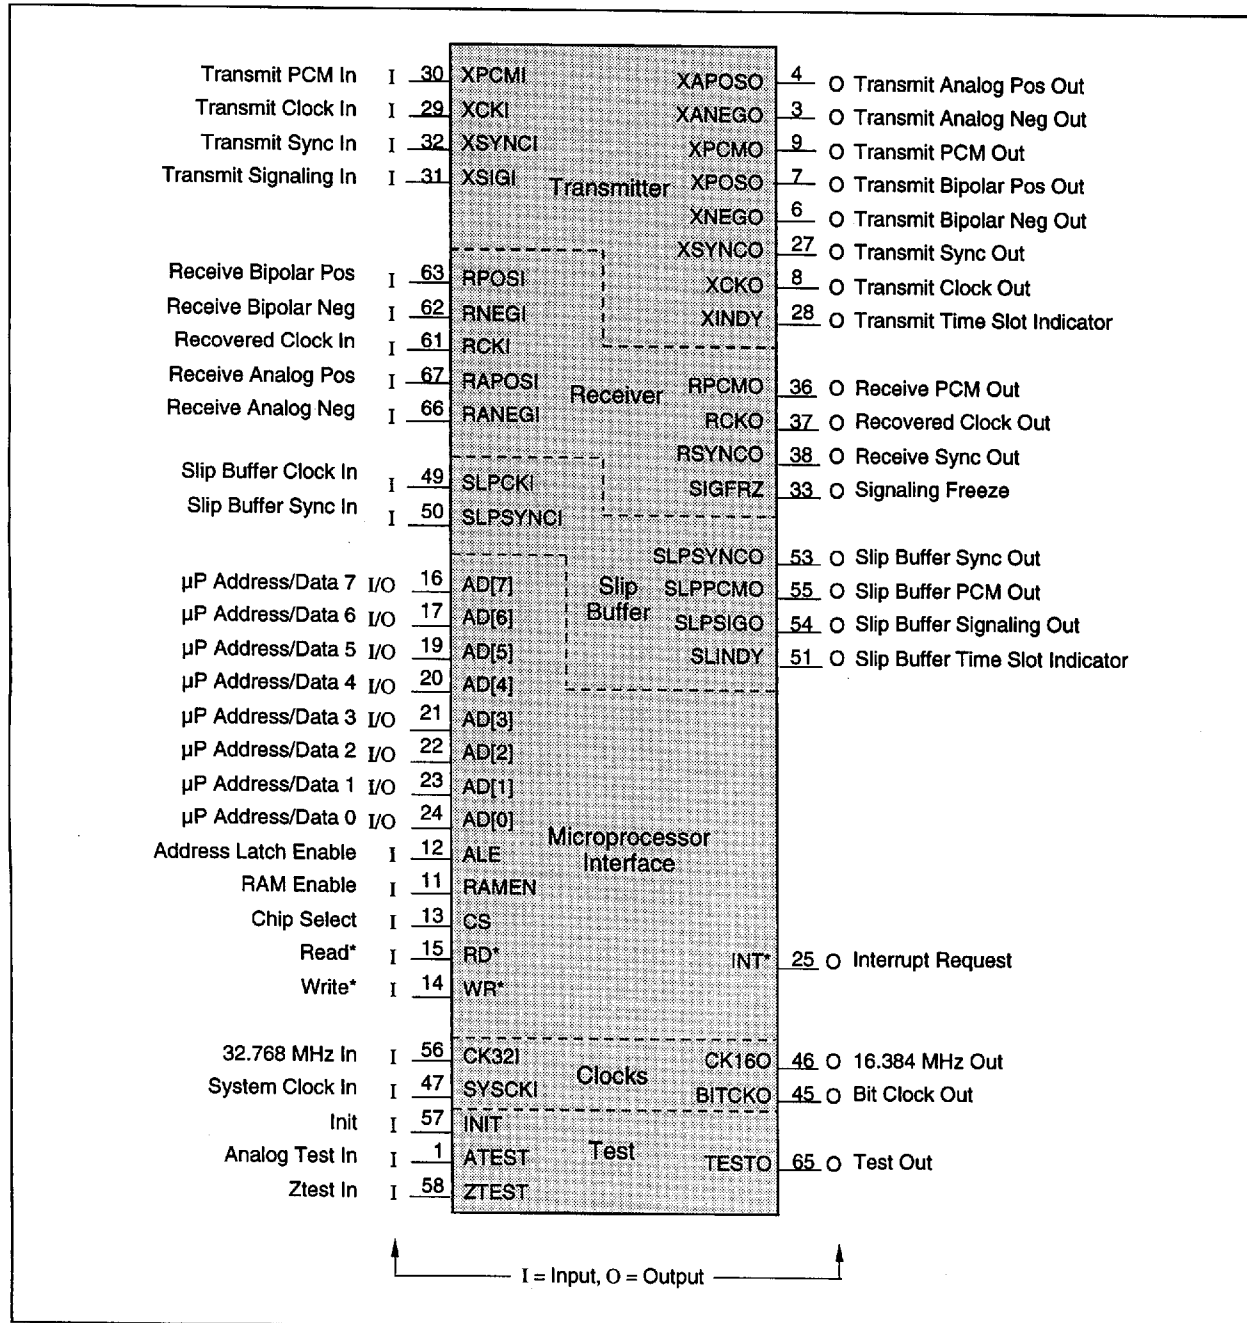 Transmit PCM In I 30 XPCMI
Transmit Clock In I 29 XCKI
Transmit Sync In I 32 XSYNCI
Transmit Signaling In I 31 XSIGI
Transmitter
XAPOSO 4 O Transmit Analog Pos Out
XANEGO 3 O Transmit Analog Neg Out
XPCMO 9 O Transmit PCM Out
XPOSO 7 O Transmit Bipolar Pos Out
XNEGO 6 O Transmit Bipolar Neg Out
XSYNCO 27 O Transmit Sync Out
XCKO 8 O Transmit Clock Out
XINDY 28 O Transmit Time Slot Indicator
Receive Bipolar Pos I 63 RPOSI
Receive Bipolar Neg I 62 RNEGI
Recovered Clock In I 61 RCKI
Receive Analog Pos I 67 RAPOSI
Receive Analog Neg I 66 RANEGI
Receiver
RPCMO 36 O Receive PCM Out
RCKO 37 O Recovered Clock Out
RSYNCO 38 O Receive Sync Out
SIGFRZ 33 O Signaling Freeze
Slip Buffer Clock In I 49 SLPCKI
Slip Buffer Sync In I 50 SLPSYNCI
Slip
Buffer
SLPSYNCO 53 O Slip Buffer Sync Out
SLPPCMO 55 O Slip Buffer PCM Out
SLPSIGO 54 O Slip Buffer Signaling Out
SLINDY 51 O Slip Buffer Time Slot Indicator
µP Address/Data 7 I/O 16 AD[7]
µP Address/Data 6 I/O 17 AD[6]
µP Address/Data 5 I/O 19 AD[5]
µP Address/Data 4 I/O 20 AD[4]
µP Address/Data 3 I/O 21 AD[3]
µP Address/Data 2 I/O 22 AD[2]
µP Address/Data 1 I/O 23 AD[1]
µP Address/Data 0 I/O 24 AD[0]
Address Latch Enable I 12 ALE
RAM Enable I 11 RAMEN
Chip Select I 13 CS
Read* I 15 RD*
Write* I 14 WR*
Microprocessor
Interface
INT* 25 O Interrupt Request
32.768 MHz In I 56 CK32I
System Clock In I 47 SYSCKI
Clocks
CK16O 46 O 16.384 MHz Out
BITCKO 45 O Bit Clock Out
Init I 57 INIT
Analog Test In I 1 ATEST
Ztest In I 58 ZTEST
Test
TESTO 65 O Test Out
I = Input, O = Output